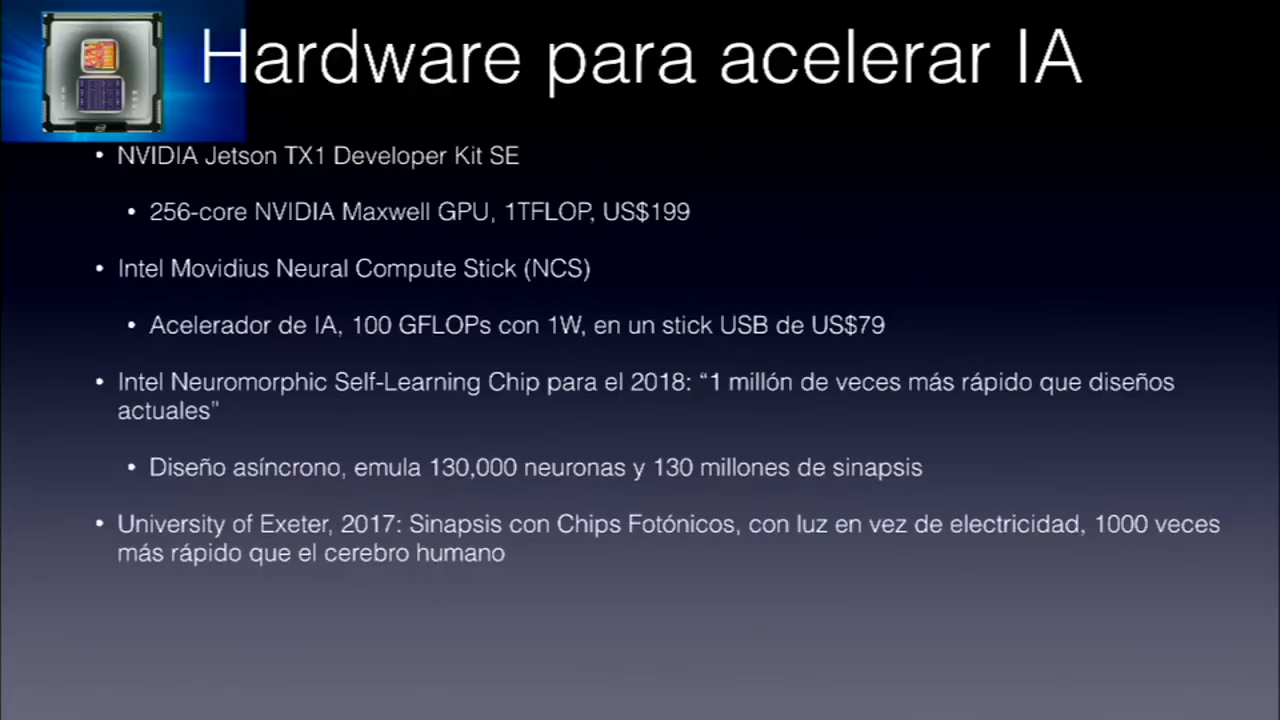 Hardware para acelerar IA
• NVIDIA Jetson TX1 Developer Kit SE
• 256-core NVIDIA Maxwell GPU, 1TFLOP, US$199
• Intel Movidius Neural Compute Stick (NCS)
• Acelerador de IA, 100 GFLOPs con 1W, en un stick USB de US$79
• Intel Neuromorphic Self-Learning Chip para el 2018: “1 millón de veces más rápido que diseños
actuales”
• Diseño asíncrono, emula 130,000 neuronas y 130 millones de sinapsis
• University of Exeter, 2017: Sinapsis con Chips Fotónicos, con luz en vez de electricidad, 1000 veces
más rápido que el cerebro humano